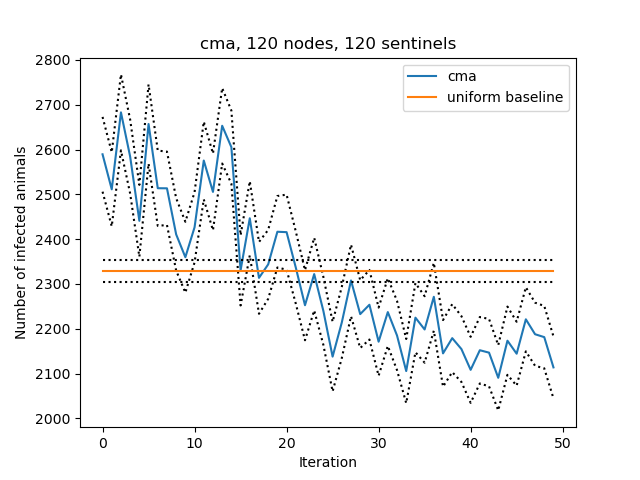 cma, 120 nodes, 120 sentinels
2800
2700
2600
2500
2400
2300
2200
2100
2000
Number of infected animals
cma
uniform baseline
0 10 20 30 40 50
Iteration